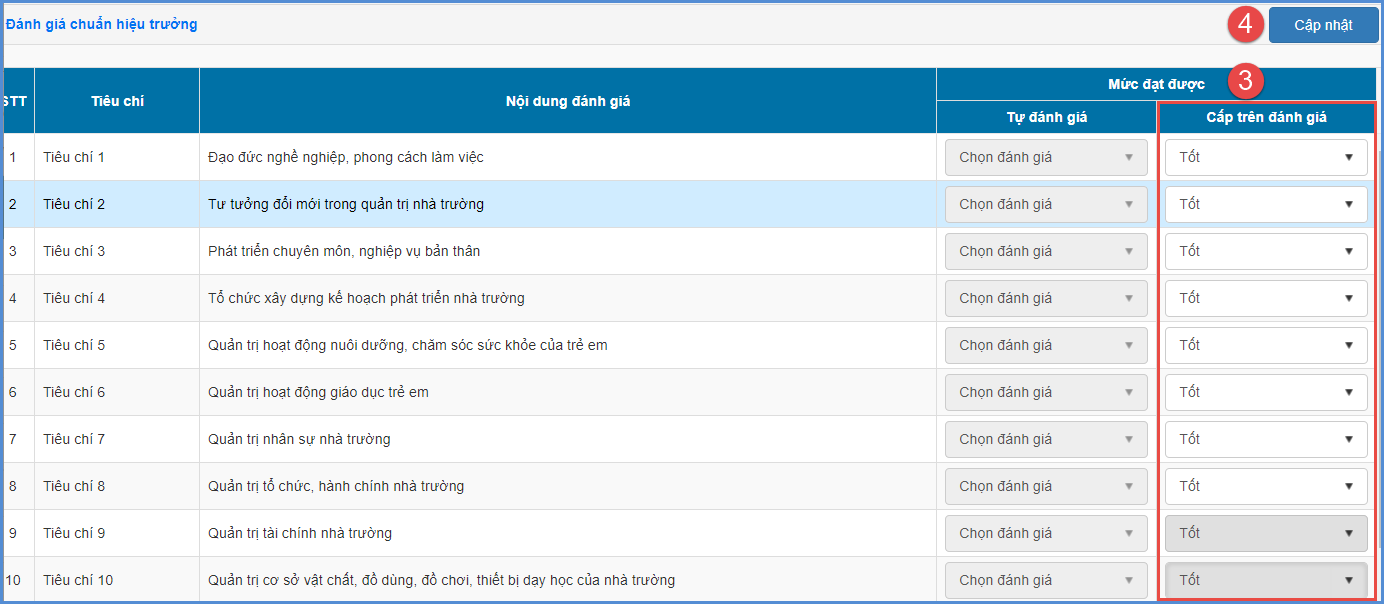 Đánh giá chuẩn hiệu trưởng
4
Cập nhật
STT
Tiêu chí
Nội dung đánh giá
Mức đạt được
3
Tự đánh giá
Cấp trên đánh giá
1 Tiêu chí 1 Đạo đức nghề nghiệp, phong cách làm việc Chọn đánh giá Tốt
2 Tiêu chí 2 Tư tưởng đổi mới trong quản trị nhà trường Chọn đánh giá Tốt
3 Tiêu chí 3 Phát triển chuyên môn, nghiệp vụ bản thân Chọn đánh giá Tốt
4 Tiêu chí 4 Tổ chức xây dựng kế hoạch phát triển nhà trường Chọn đánh giá Tốt
5 Tiêu chí 5 Quản trị hoạt động nuôi dưỡng, chăm sóc sức khỏe của trẻ em Chọn đánh giá Tốt
6 Tiêu chí 6 Quản trị hoạt động giáo dục trẻ em Chọn đánh giá Tốt
7 Tiêu chí 7 Quản trị nhân sự nhà trường Chọn đánh giá Tốt
8 Tiêu chí 8 Quản trị tổ chức, hành chính nhà trường Chọn đánh giá Tốt
9 Tiêu chí 9 Quản trị tài chính nhà trường Chọn đánh giá Tốt
10 Tiêu chí 10 Quản trị cơ sở vật chất, đồ dùng, đồ chơi, thiết bị dạy học của nhà trường Chọn đánh giá Tốt